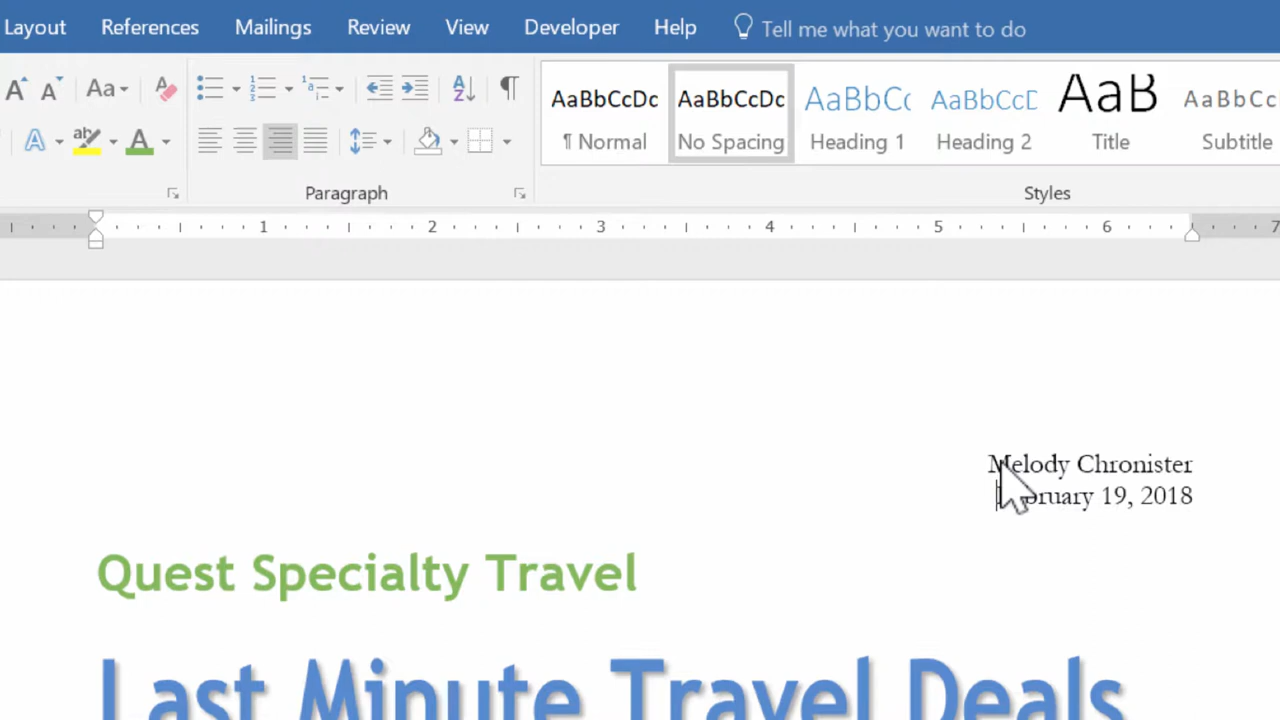 Layout References Mailings Review View Developer Help Tell me what you want to do
Aa
AaBbCcDc AaBbCcDc AaBbCc AaBbCcD AaB AaBbCc
¶ Normal No Spacing Heading 1 Heading 2 Title Subtitle
Paragraph Styles
1 2 3 4 5 6 7
Melody Chronister
19, 2018
Quest Specialty Travel
Last Minute Travel Deals